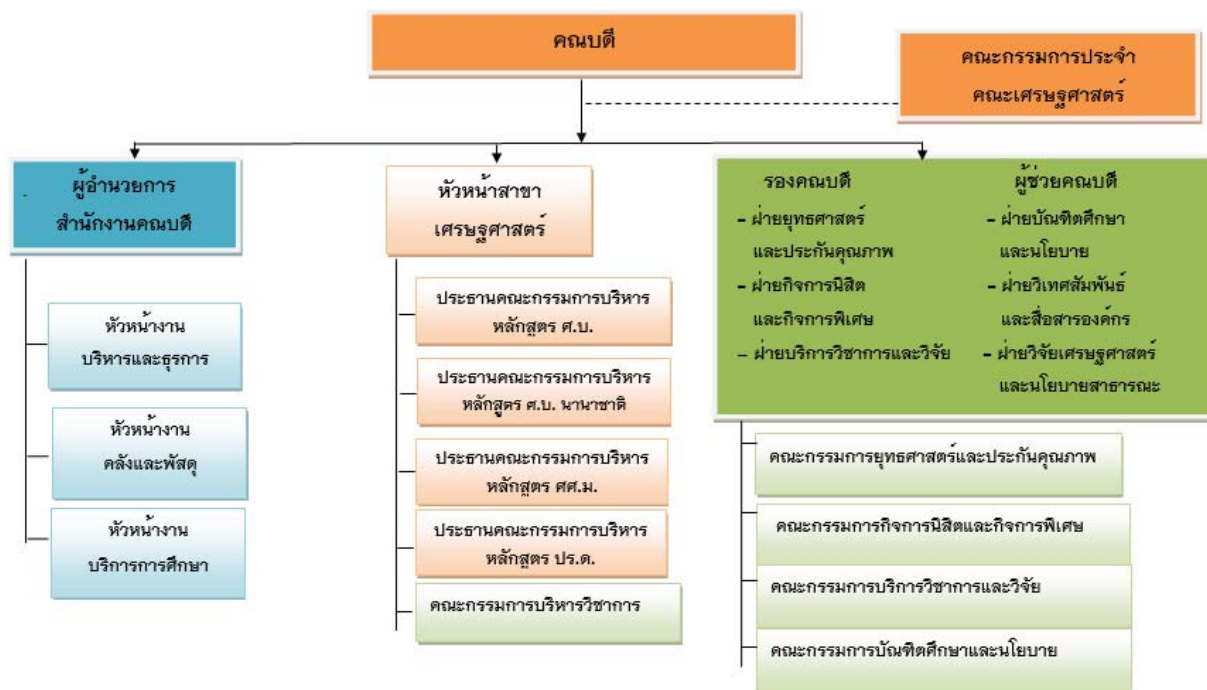 คณบดี
คณะกรรมการประจำ
คณะเศรษฐศาสตร์
ผู้อำนวยการ
สำนักงานคณบดี
หัวหน้างาน
บริหารและธุรการ
หัวหน้างาน
คลังและพัสดุ
หัวหน้างาน
บริการการศึกษา
หัวหน้าสาขา
เศรษฐศาสตร์
ประธานคณะกรรมการบริหาร
หลักสูตร ศ.บ.
ประธานคณะกรรมการบริหาร
หลักสูตร ศ.บ. นานาชาติ
ประธานคณะกรรมการบริหาร
หลักสูตร ศศ.ม.
ประธานคณะกรรมการบริหาร
หลักสูตร ปร.ด.
คณะกรรมการบริหารวิชาการ
รองคณบดี
- ฝ่ายยุทธศาสตร์
และประกันคุณภาพ
- ฝ่ายกิจการนิสิต
และกิจการพิเศษ
- ฝ่ายบริการวิชาการและวิจัย
ผู้ช่วยคณบดี
- ฝ่ายบัณฑิตศึกษา
และนโยบาย
- ฝ่ายวิเทศสัมพันธ์
และสื่อสารองค์กร
- ฝ่ายวิจัยเศรษฐศาสตร์
และนโยบายสาธารณะ
คณะกรรมการยุทธศาสตร์และประกันคุณภาพ
คณะกรรมการกิจการนิสิตและกิจการพิเศษ
คณะกรรมการบริการวิชาการและวิจัย
คณะกรรมการบัณฑิตศึกษาและนโยบาย